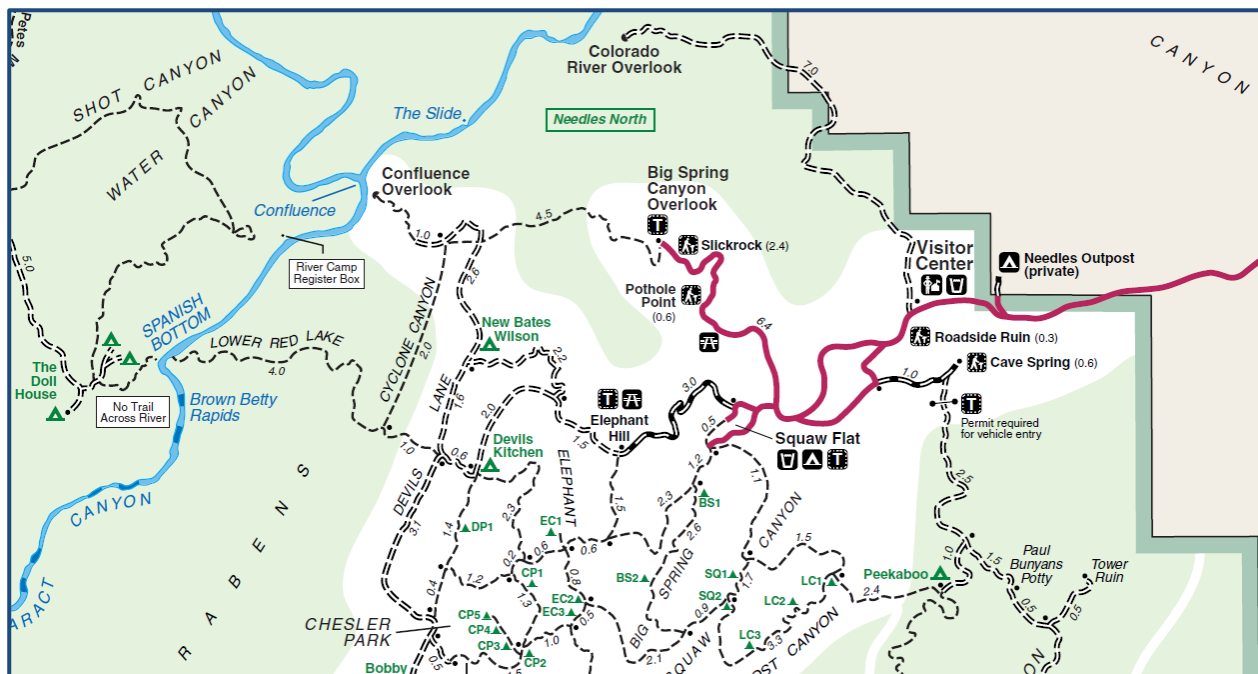 Petes M
SHOT CANYON
WATER CANYON
The Slide
Colorado
River Overlook
Needles North
7.0
CANYON
Confluence
Overlook
Confluence
River Camp
Register Box
Big Spring
Canyon
Overlook
T
Slickrock (2.4)
4.5
1.0
2.6
Pothole
Point
(0.6)
6.4
Visitor
Center
Needles Outpost
(private)
Roadside Ruin (0.3)
Cave Spring (0.6)
1.0
T
Permit required
for vehicle entry
5.0
SPANISH
BOTTOM
LOWER RED LAKE
4.0
The
Doll
House
No Trail
Across River
Brown Betty
Rapids
CYCLONE CANYON
2.0
New Bates
Wilson
2.2
LANE
1.6
2.0
T
Elephant
Hill
1.5
3.0
0.5
Squaw Flat
T
1.0
0.6
Devils
Kitchen
DEVILS
3.1
ELEPHANT
1.5
1.2
1.1
2.3
BS1
2.6
2.5
CANYON
CANYON
ARACT
RABENS
DP1
1.4
2.3
EC1
0.2
0.6
0.6
BS2
SPRING
SQ1
1.7
1.5
LC1
1.0
1.5
Paul
Bunyans
Potty
Tower
Ruin
Peekaboo
2.4
0.5
0.5
0.4
1.2
CP1
1.3
0.8
EC2
EC3
0.5
SQ2
0.9
LC2
CHESLER
PARK
CP5
CP4
CP3
CP2
1.0
BIG
2.1
SQUAW
LC3
3.3
OST CANYON
ON
Bobby
0.5
5